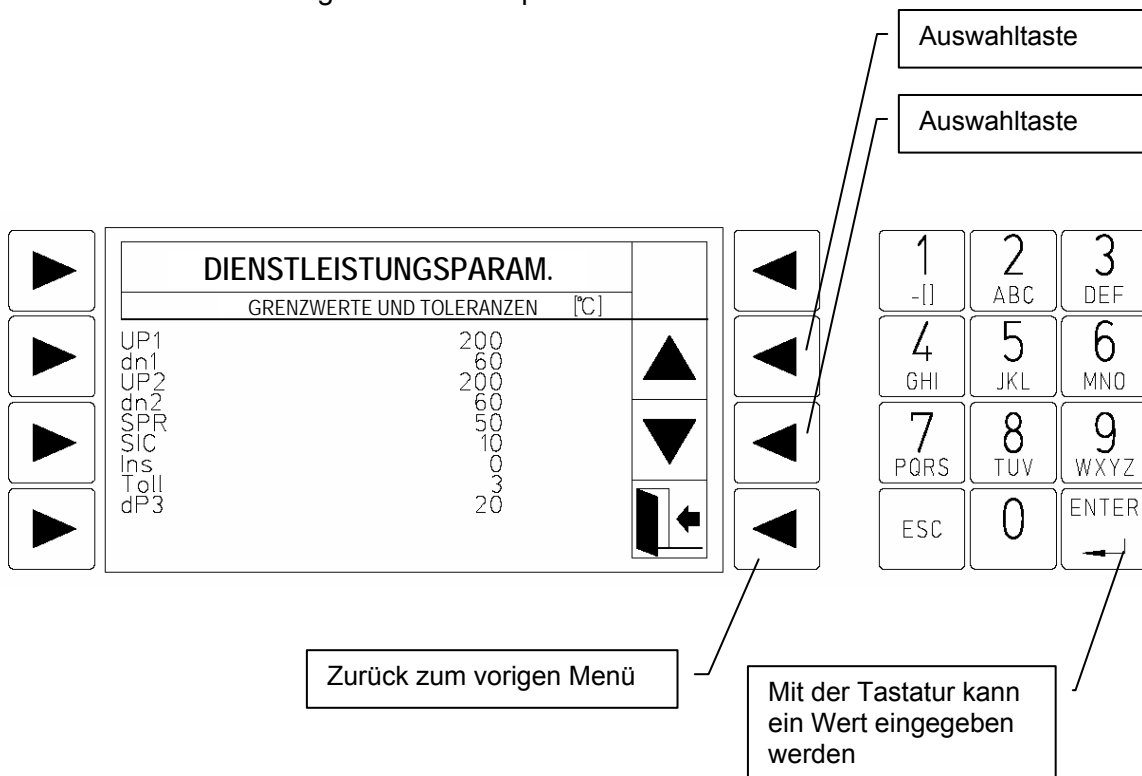 Auswahltaste
Auswahltaste
DIENSTLEISTUNGSPARAM.
GRENZWERTE UND TOLERANZEN [°C]
UP1 200
dn1 60
UP2 200
dn2 60
SPR 50
SIC 10
Ins 0
Toll 3
dP3 20
1 2 3
-[] ABC DEF
4 5 6
GHI JKL MNO
7 8 9
PQRS TUV WXYZ
ESC 0 ENTER
Zurück zum vorigen Menü
Mit der Tastatur kann
ein Wert eingegeben
werden